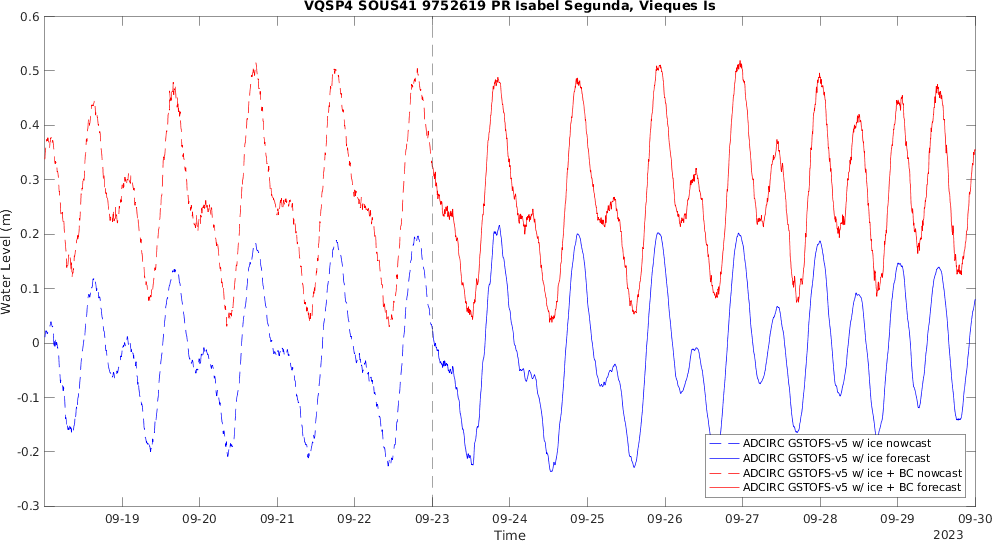 VQSP4 SOUS41 9752619 PR Isabel Segunda, Vieques Is
0.6
0.5
0.4
0.3
0.2
0.1
0
-0.1
-0.2
-0.3
Water Level (m)
ADCIRC GSTOFS-v5 w/ ice nowcast
ADCIRC GSTOFS-v5 w/ ice forecast
ADCIRC GSTOFS-v5 w/ ice + BC nowcast
ADCIRC GSTOFS-v5 w/ ice + BC forecast
09-19 09-20 09-21 09-22 09-23 09-24 09-25 09-26 09-27 09-28 09-29 09-30
Time
2023